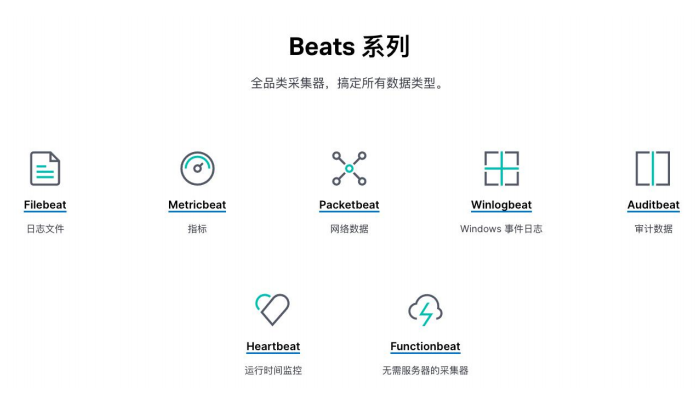 Beats 系列
全品类采集器，搞定所有数据类型。
Filebeat
日志文件
Metricbeat
指标
Packetbeat
网络数据
Winlogbeat
Windows 事件日志
Auditbeat
审计数据
Heartbeat
运行时间监控
Functionbeat
无需服务器的采集器